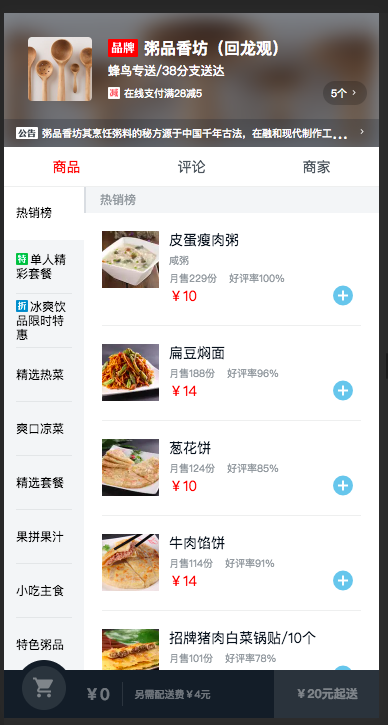 品牌 粥品香坊（回龙观）
蜂鸟专送/38分支送达
减 在线支付满28减5
5个 >
公告 粥品香坊其烹饪粥料的秘方源于中国千年古法，在融和现代制作工... >
商品 评论 商家
热销榜
特 单人精
彩套餐
折 冰爽饮
品限时特
惠
精选热菜
爽口凉菜
精选套餐
果拼果汁
小吃主食
特色粥品
热销榜
皮蛋瘦肉粥
咸粥
月售229份 好评率100%
￥10
扁豆焖面
月售188份 好评率96%
￥14
葱花饼
月售124份 好评率85%
￥10
牛肉馅饼
月售114份 好评率91%
￥14
招牌猪肉白菜锅贴/10个
月售101份 好评率78%
￥0
另需配送费￥4元
￥20元起送